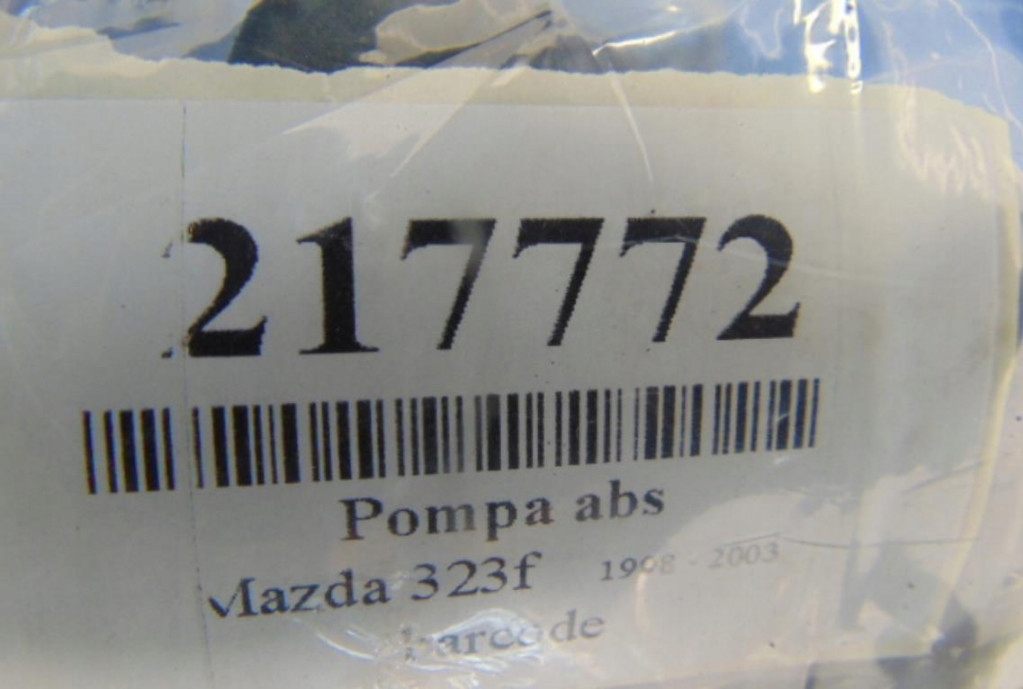 217772
Pompa abs
Mazda 323f 1998 - 2003
barcode